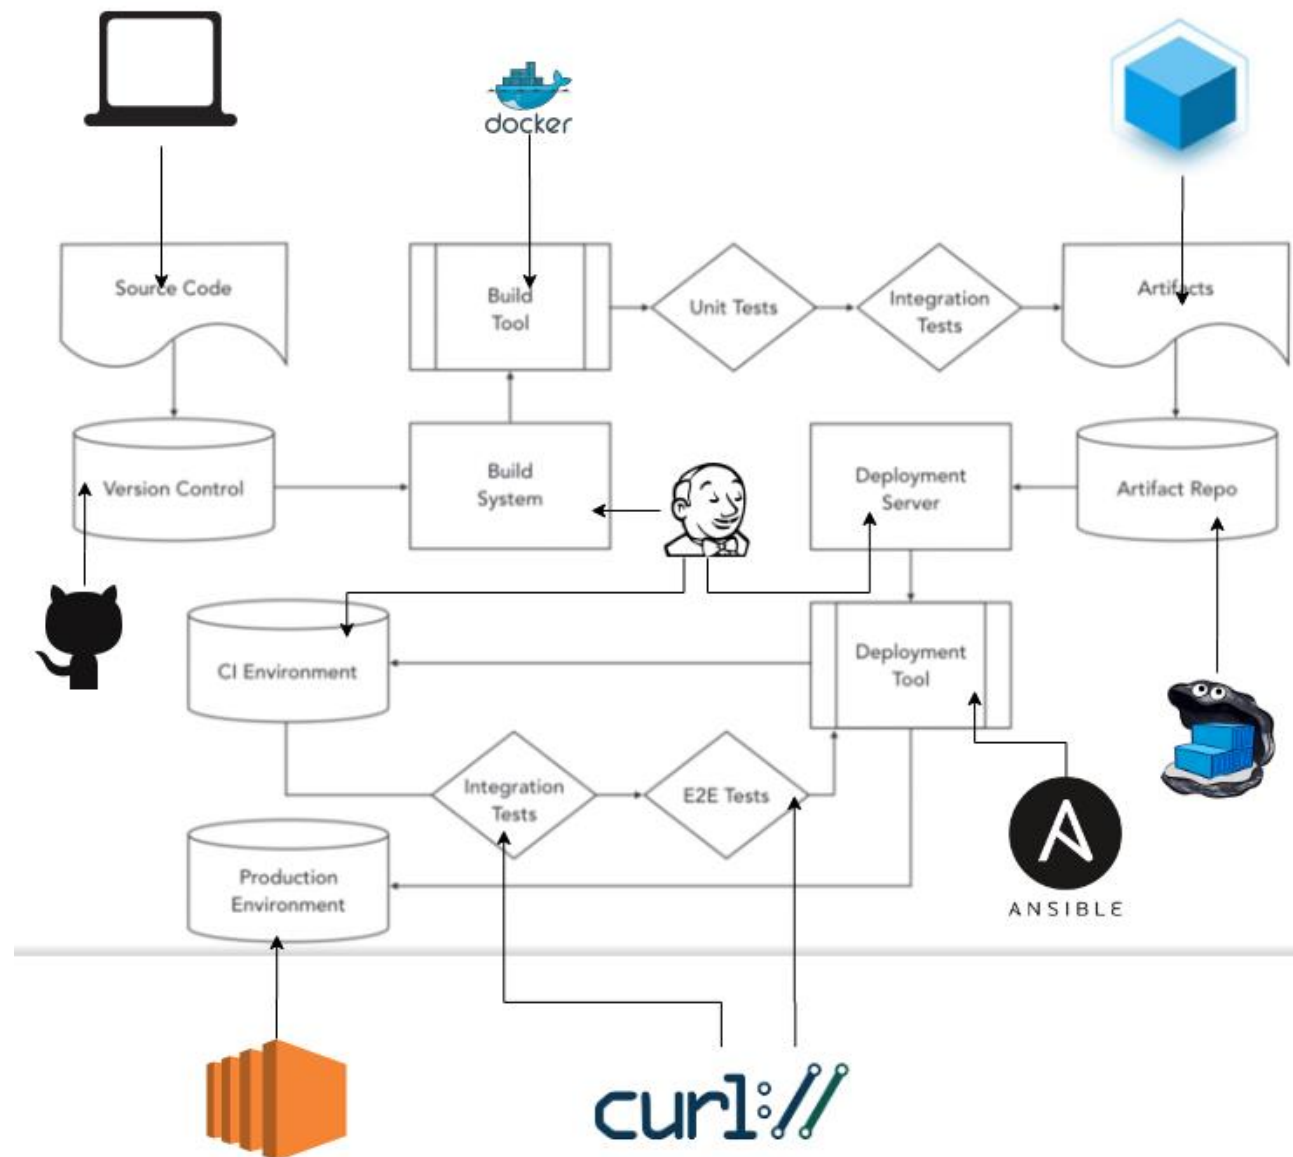 docker
Source Code
Build
Tool
Unit Tests
Integration
Tests
Artifacts
Version Control
Build
System
Deployment
Server
Artifact Repo
CI Environment
Deployment
Tool
Integration
Tests
E2E Tests
Production
Environment
ANSIBLE
curl://